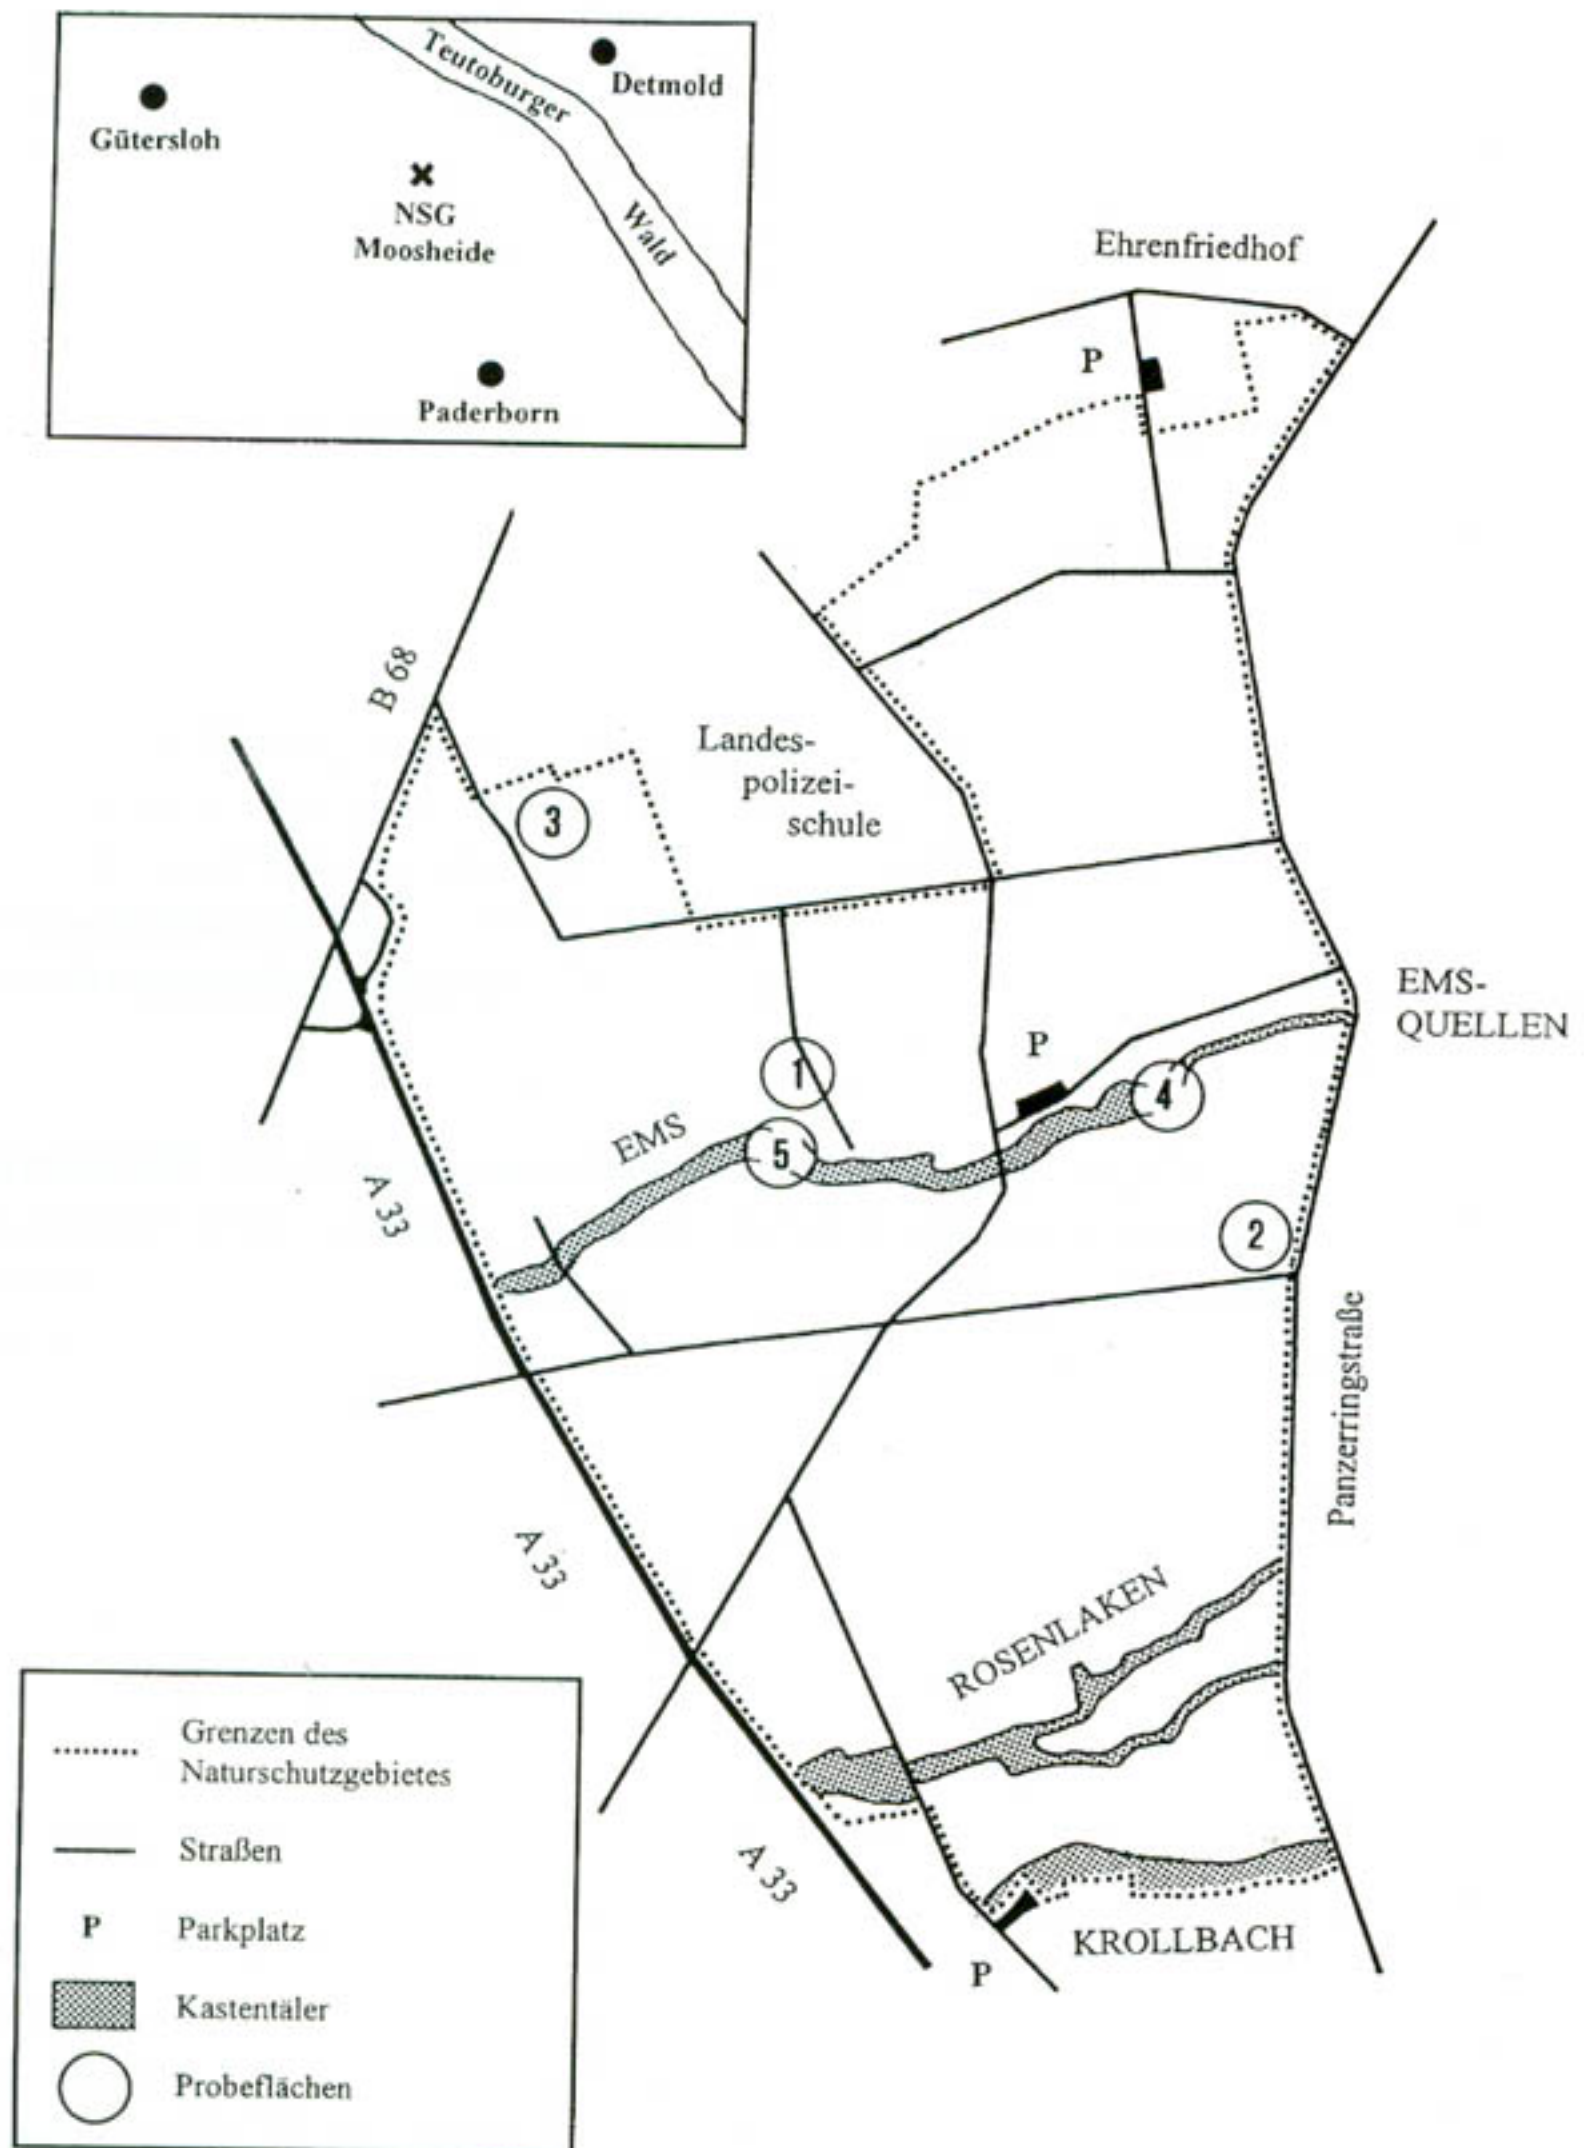 Teutoburger
Wald
Detmold
Gütersloh
NSG
Moosheide
Paderborn
Ehrenfriedhof
P
B 68
Landes-
polizei-
schule
3
EMS-
QUELLEN
P
1
4
EMS
5
A 33
2
Panzerringstraße
A 33
ROSENLAKEN
A 33
KROLLBACH
P
Grenzen des
Naturschutzgebietes
Straßen
P Parkplatz
Kastentäler
Probeflächen